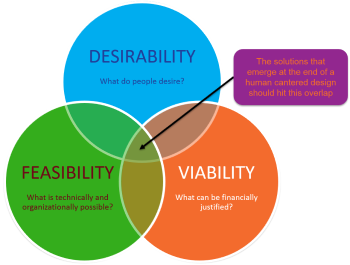 DESIRABILITY
What do people desire?
The solutions that
emerge at the end of a
human cantered design
should hit this overlap
FEASIBILITY
What is technically and
organizationally possible?
VIABILITY
What can be financially
justified?